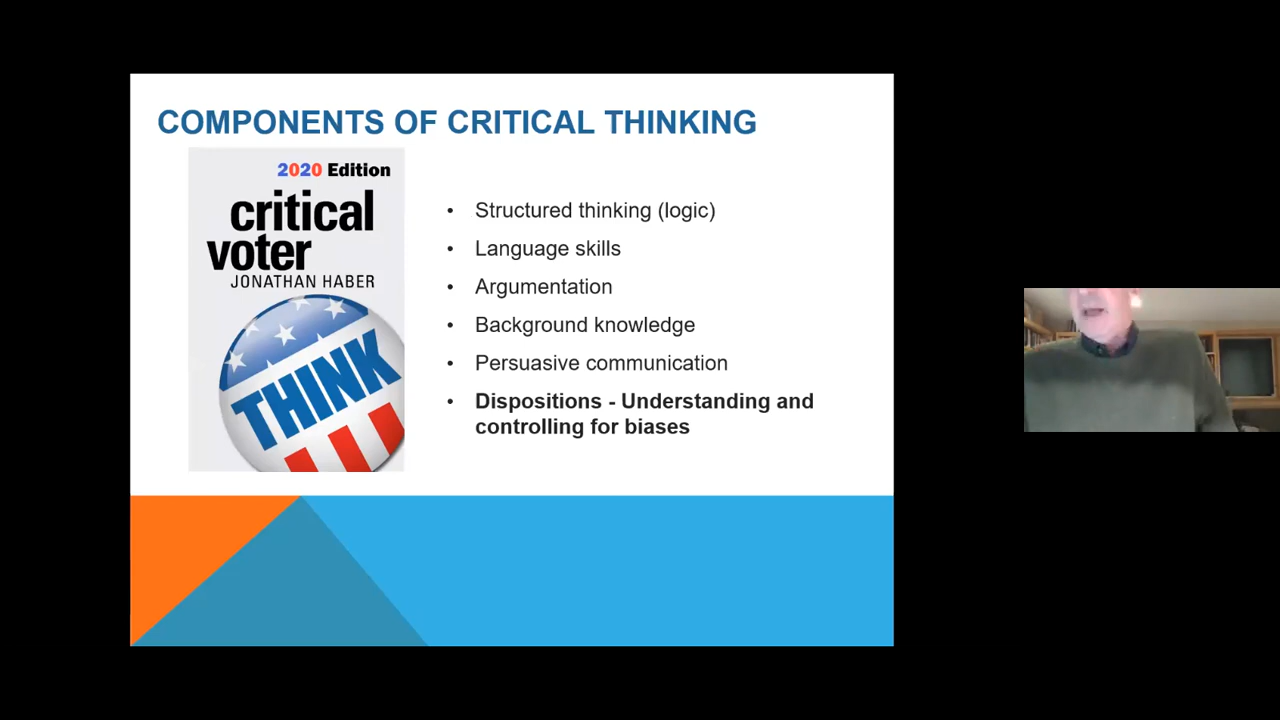 COMPONENTS OF CRITICAL THINKING
2020 Edition
critical
voter
JONATHAN HABER
THINK
• Structured thinking (logic)
• Language skills
• Argumentation
• Background knowledge
• Persuasive communication
• Dispositions - Understanding and
controlling for biases